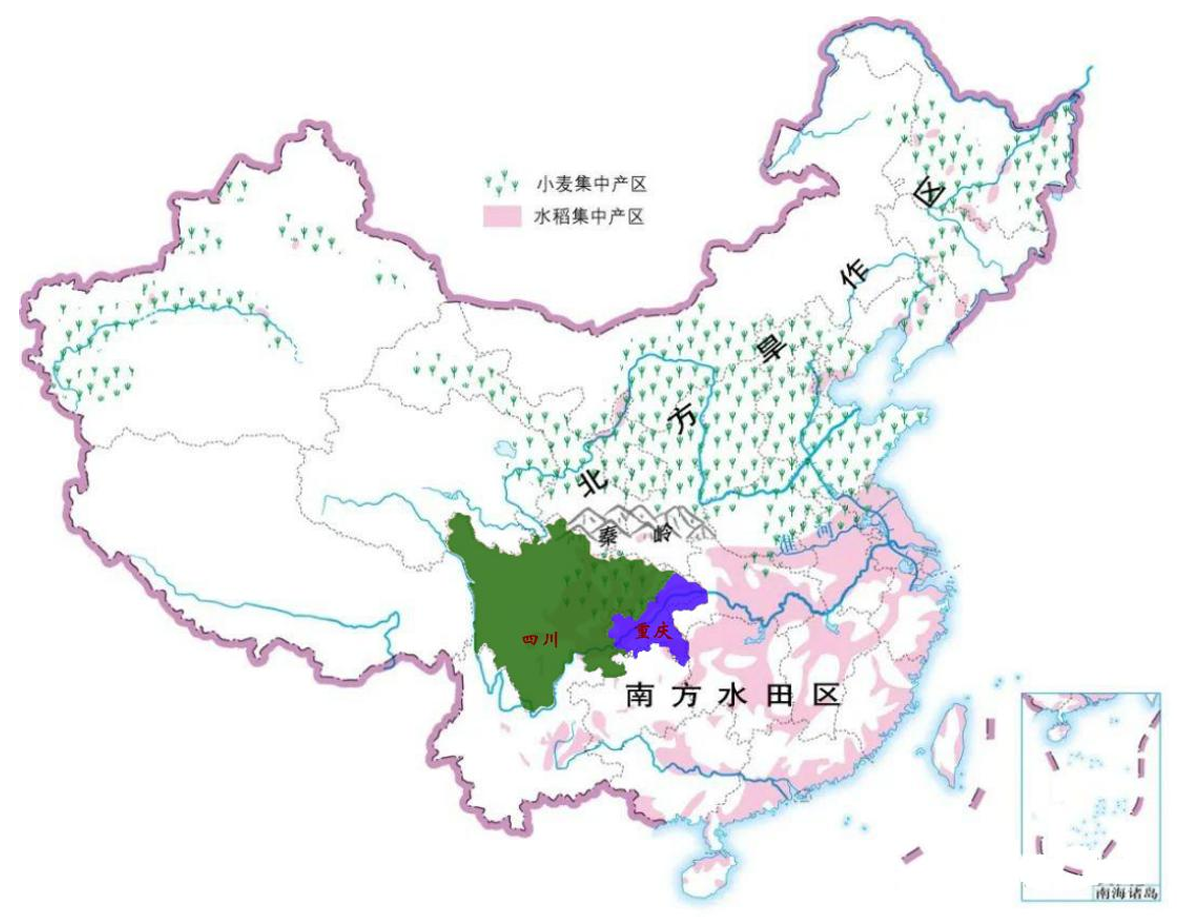 小麦集中产区
水稻集中产区
北方旱作区
秦岭
淮河
四川
重庆
南方水田区
南海诸岛